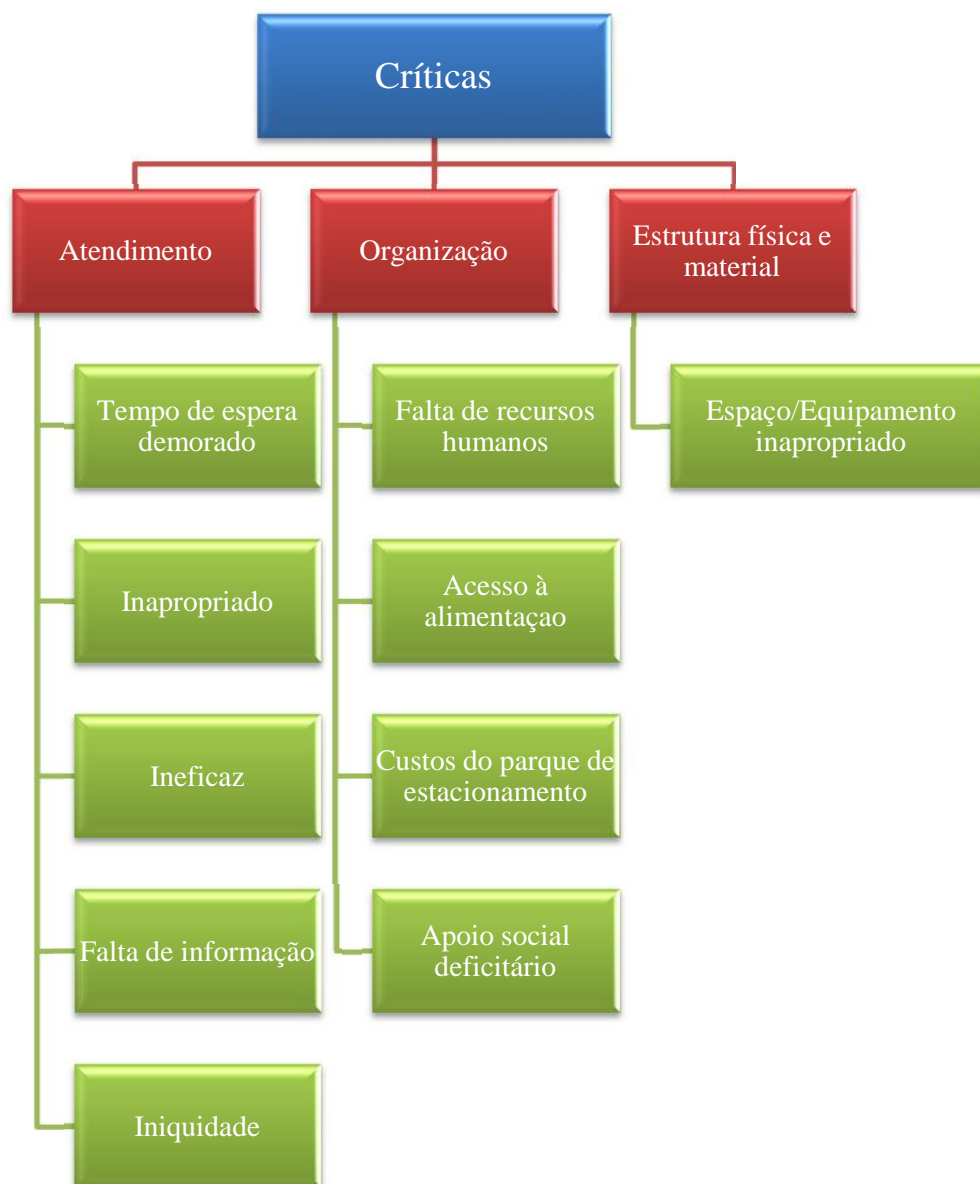 Críticas
Atendimento
Tempo de espera
demorado
Inapropriado
Ineficaz
Falta de informação
Iniquidade
Organização
Falta de recursos
humanos
Acesso à
alimentaçao
Custos do parque de
estacionamento
Apoio social
deficitário
Estrutura física e
material
Espaço/Equipamento
inapropriado